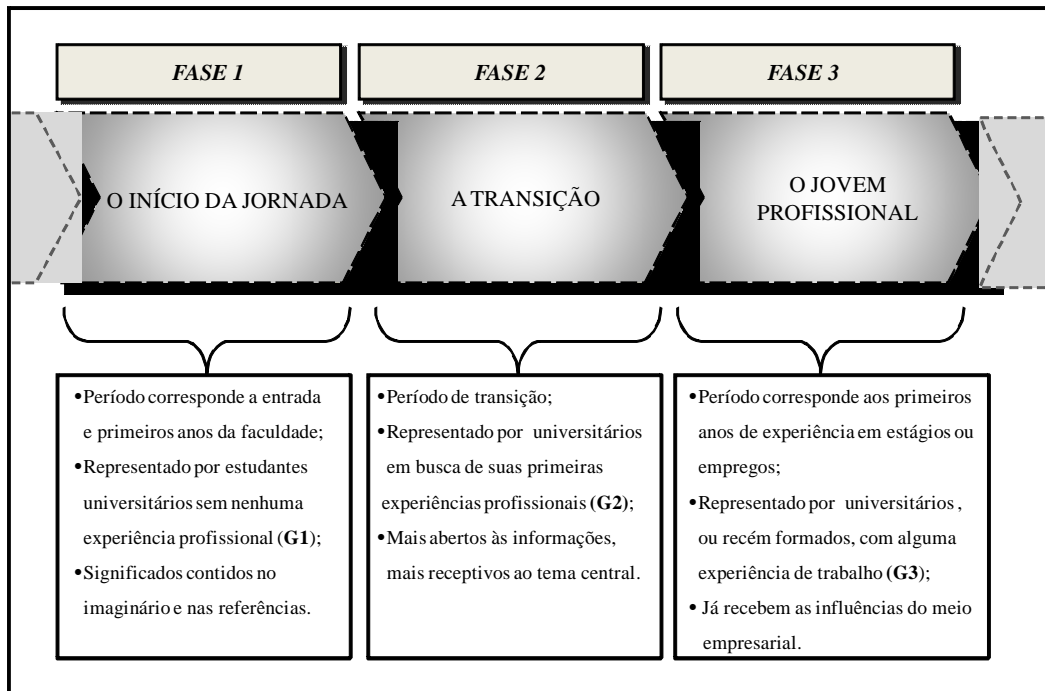 FASE 1
FASE 2
FASE 3
O INÍCIO DA JORNADA
A TRANSIÇÃO
O JOVEM
PROFISSIONAL
•Período corresponde a entrada
e primeiros anos da faculdade;
•Representado por estudantes
universitários sem nenhuma
experiência profissional (G1);
•Significados contidos no
imaginário e nas referências.
•Período de transição;
•Representado por universitários
em busca de suas primeiras
experiências profissionais (G2);
•Mais abertos às informações,
mais receptivos ao tema central.
•Período corresponde aos primeiros
anos de experiência em estágios ou
empregos;
•Representado por universitários ,
ou recém formados, com alguma
experiência de trabalho (G3);
•Já recebem as influências do meio
empresarial.